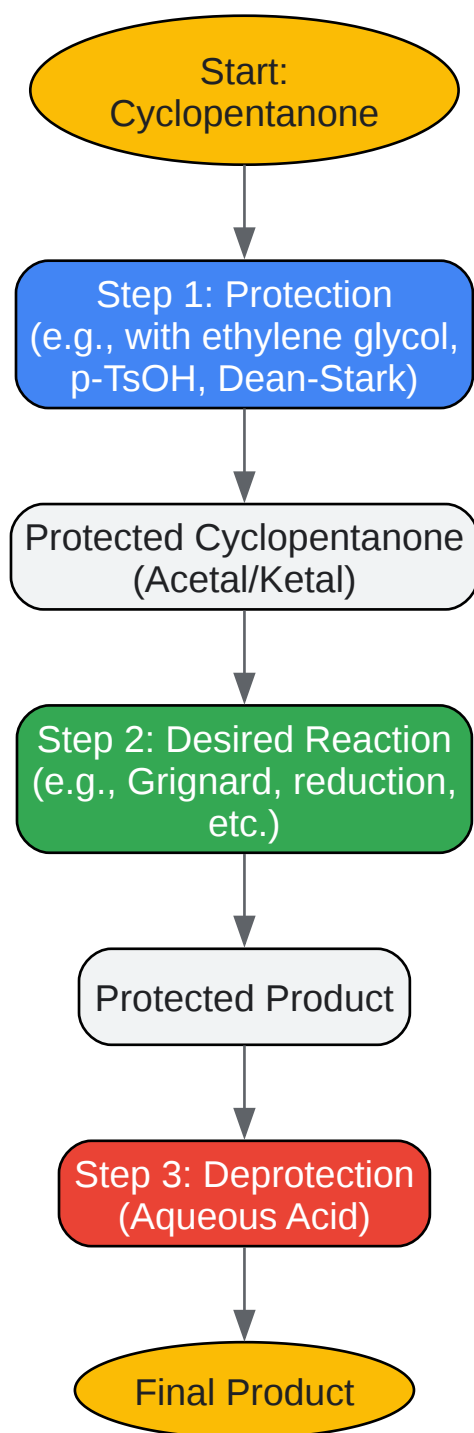 Start:
Cyclopentanone
Step 1: Protection
(e.g., with ethylene glycol,
p-TsOH, Dean-Stark)
Protected Cyclopentanone
(Acetal/Ketal)
Step 2: Desired Reaction
(e.g., Grignard, reduction,
etc.)
Protected Product
Step 3: Deprotection
(Aqueous Acid)
Final Product